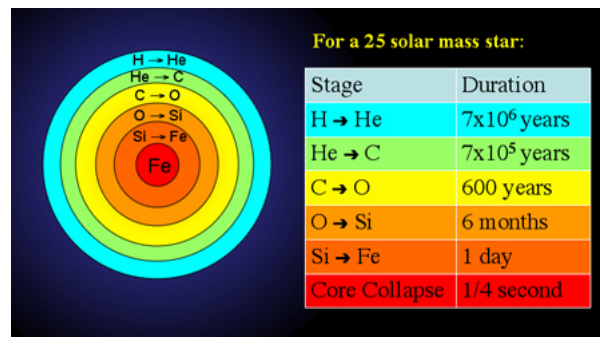 H → He
He → C
C → O
O → Si
Si → Fe
Fe
For a 25 solar mass star:
Stage Duration
H → He 7x10⁶ years
He → C 7x10⁵ years
C → O 600 years
O → Si 6 months
Si → Fe 1 day
Core Collapse 1/4 second